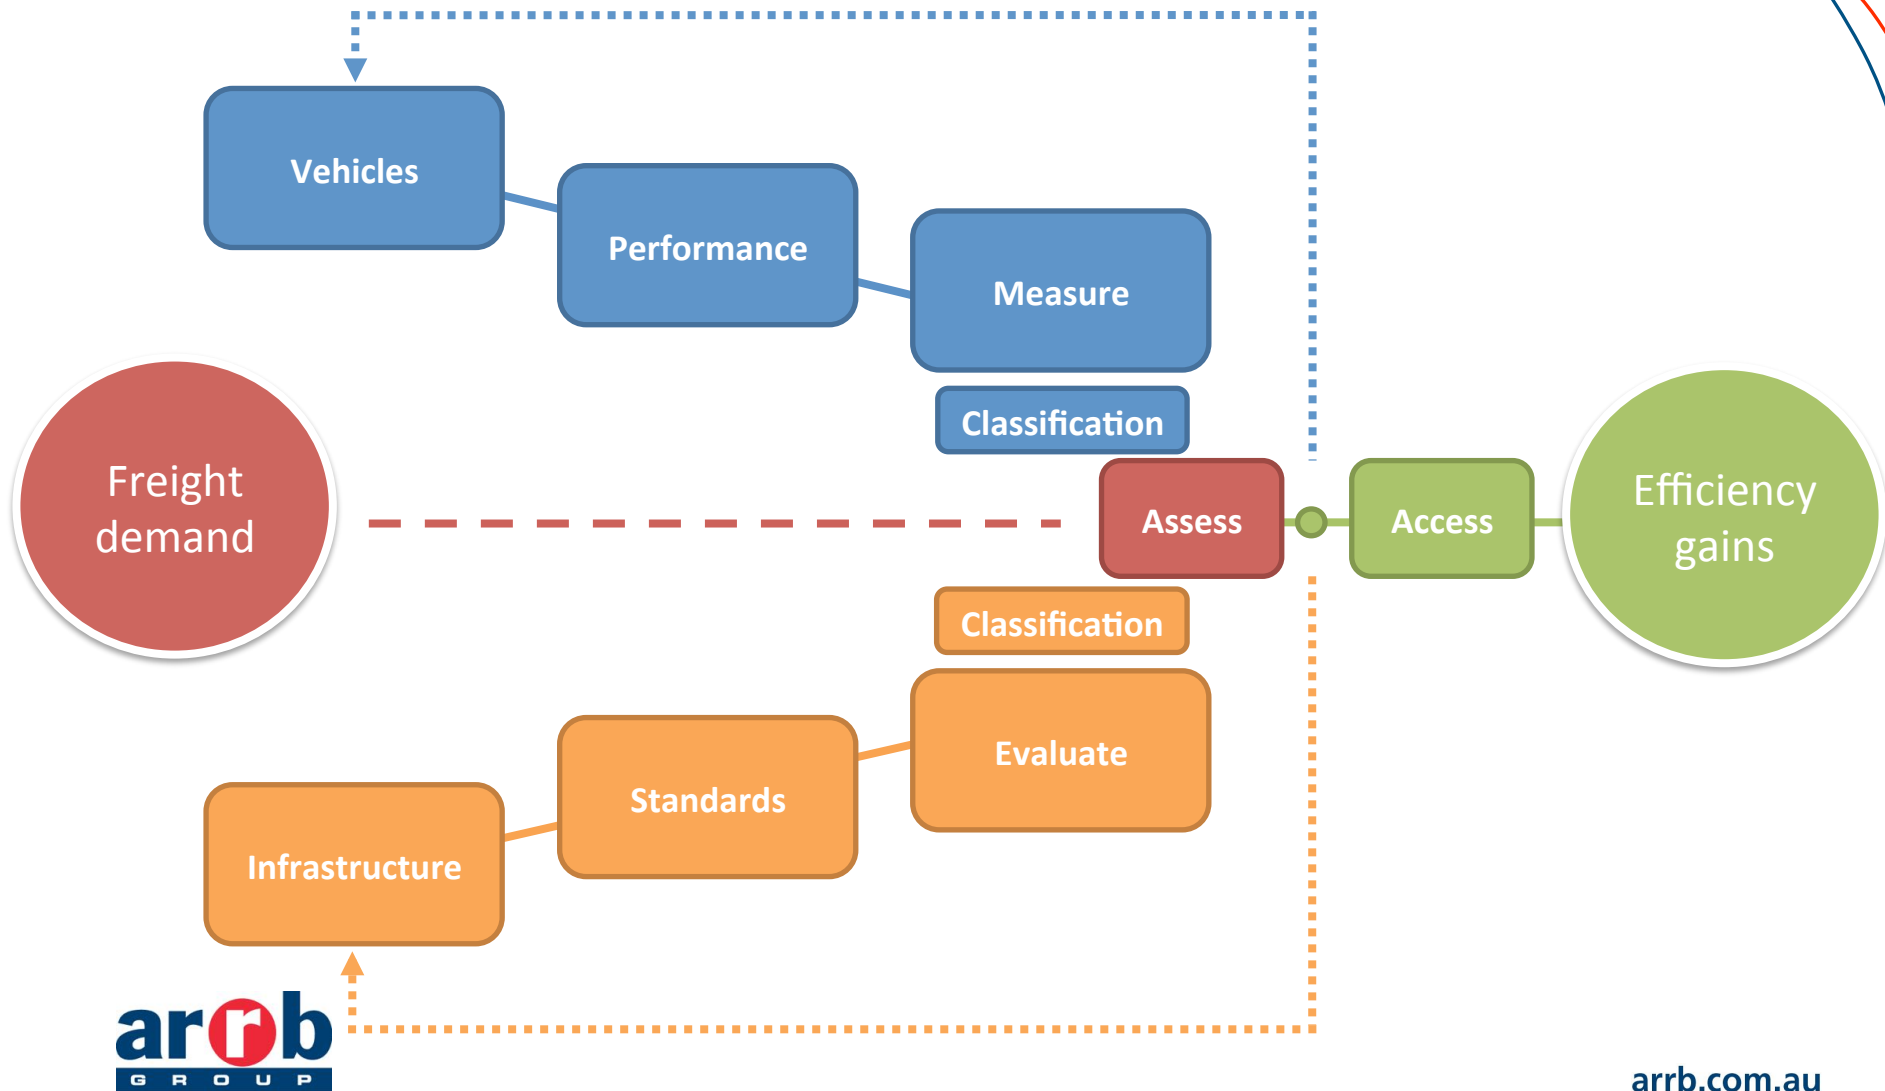 Vehicles
Performance
Measure
Classification
Freight
demand
Assess
Access
Efficiency
gains
Classification
Evaluate
Standards
Infrastructure
arrb
GROUP
arrb.com.au